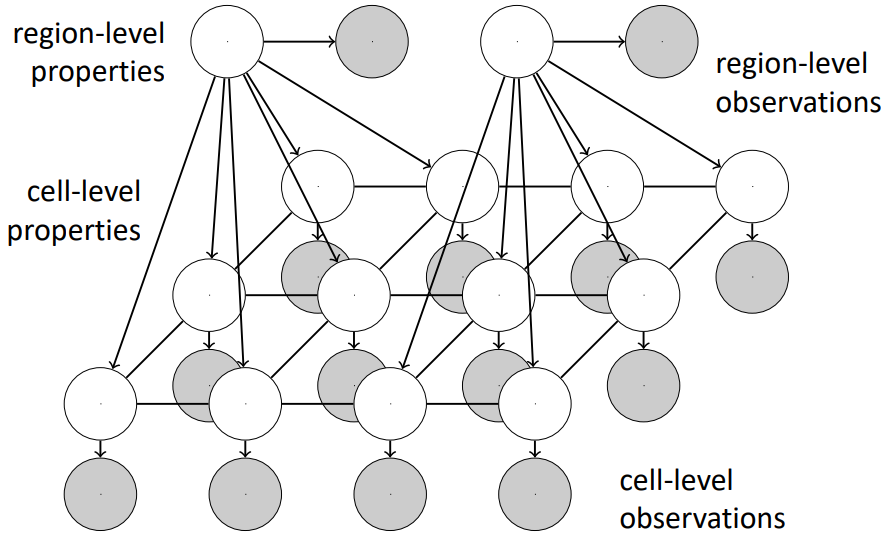 region-level
properties
region-level
observations
cell-level
properties
cell-level
observations